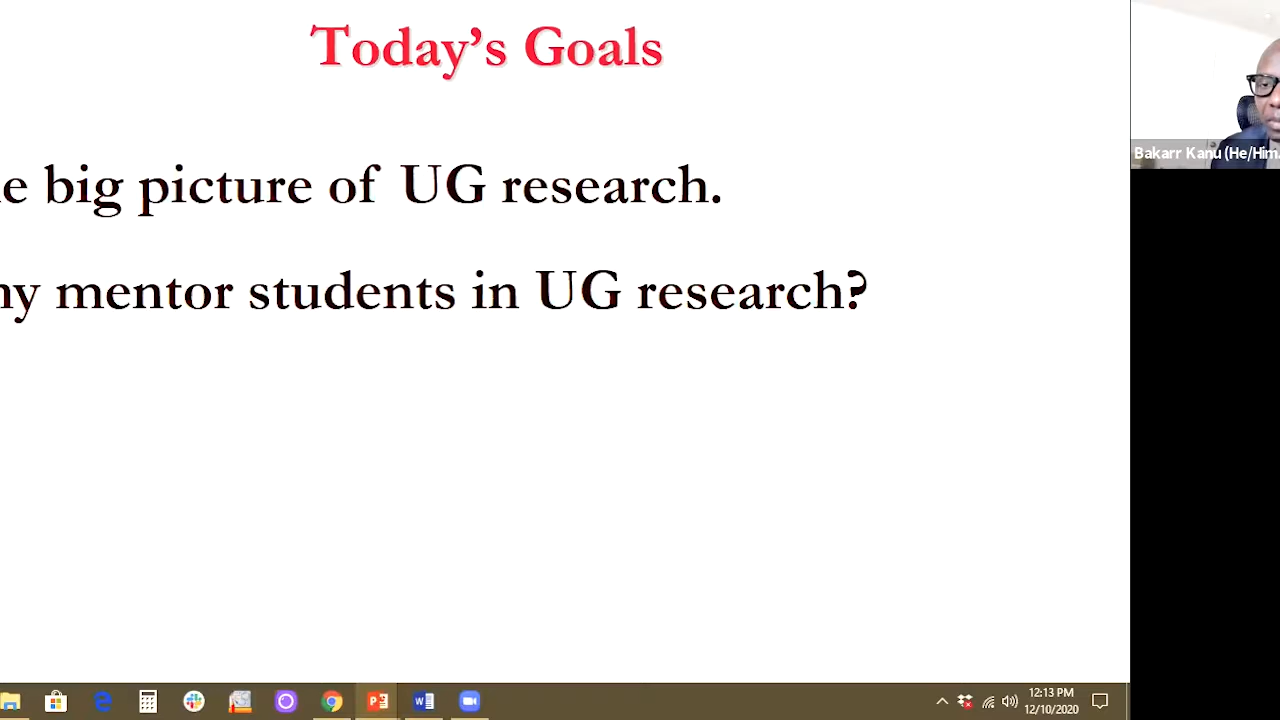 Today's Goals
e big picture of UG research.
ny mentor students in UG research?
Bakarr Kanu (He/Him
12:13 PM
12/10/2020